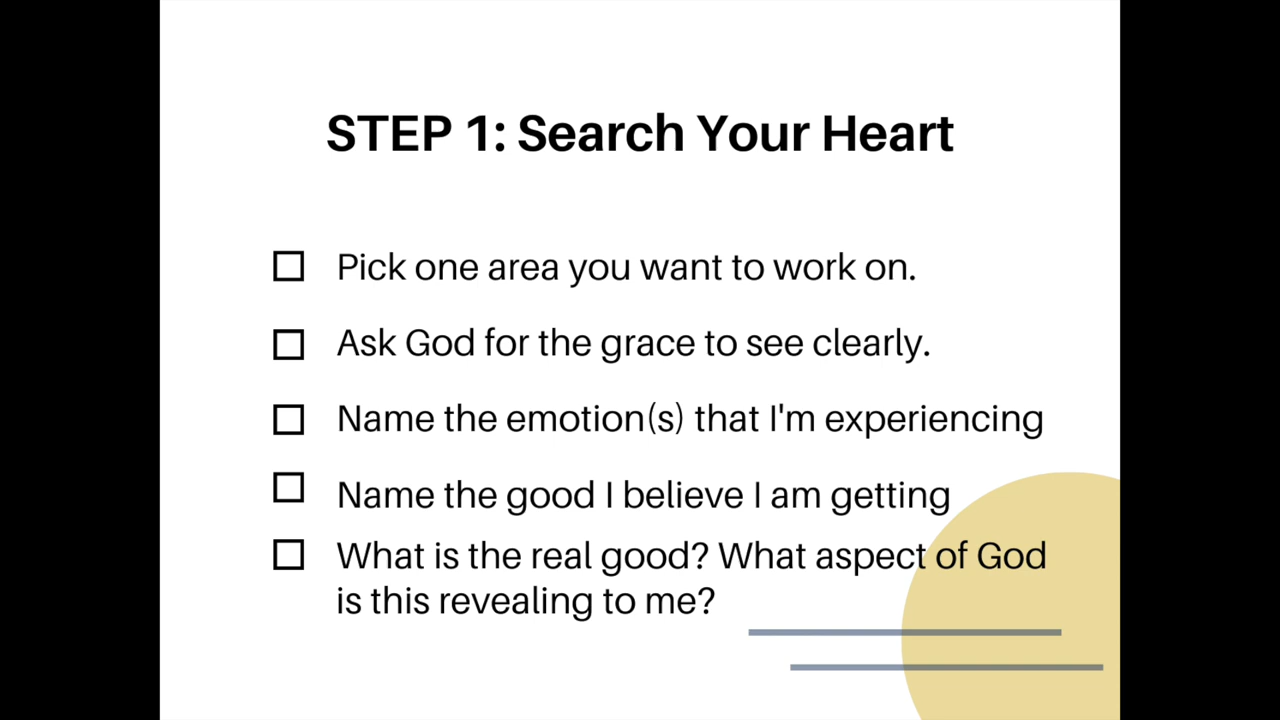 STEP 1: Search Your Heart
Pick one area you want to work on.
Ask God for the grace to see clearly.
Name the emotion(s) that I'm experiencing
Name the good I believe I am getting
What is the real good? What aspect of God
is this revealing to me?